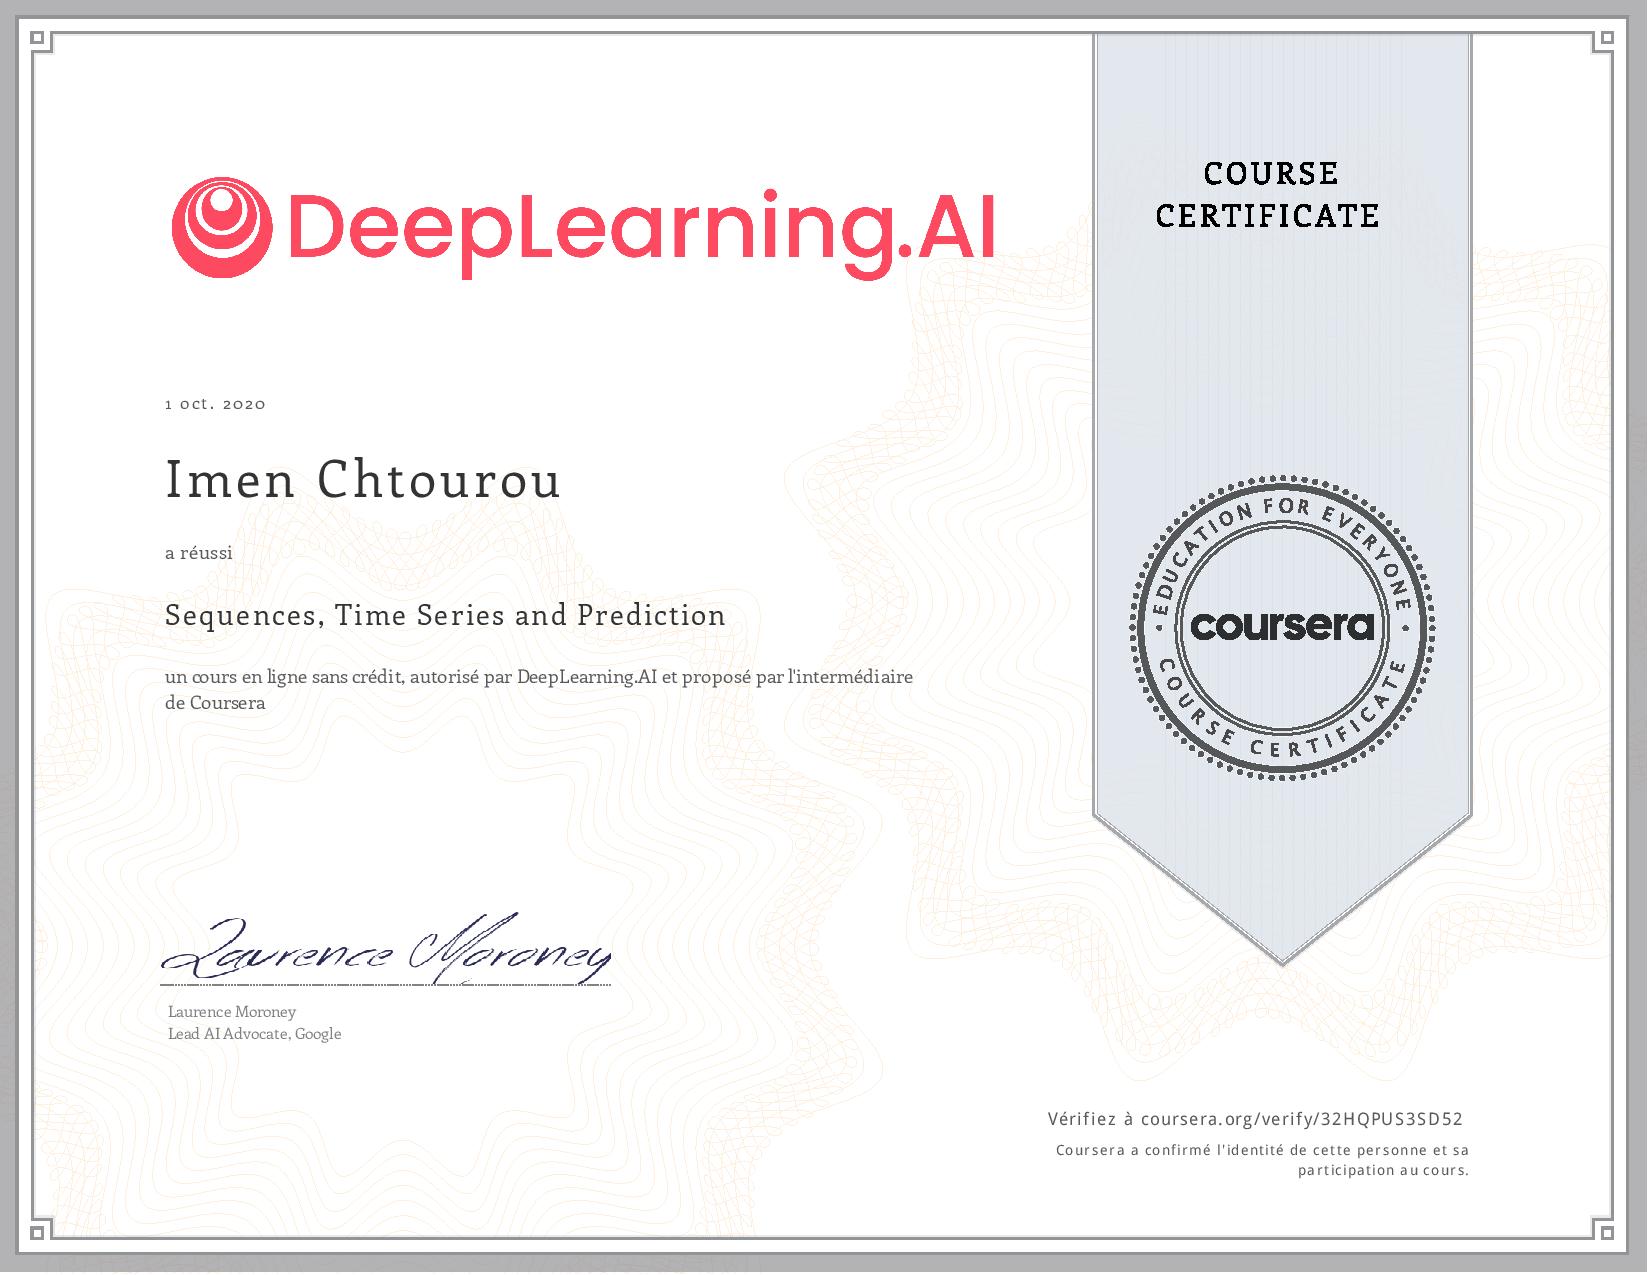 DeepLearning.AI
COURSE
CERTIFICATE
1 oct. 2020
Imen Chtourou
a réussi
Sequences, Time Series and Prediction
un cours en ligne sans crédit, autorisé par DeepLearning.AI et proposé par l'intermédiaire
de Coursera
EDUCATION FOR EVERYONE
coursera
COURSE CERTIFICATE
Laurence Moroney
Laurence Moroney
Lead AI Advocate, Google
Vérifiez à coursera.org/verify/32HQPUS3SD52
Coursera a confirmé l'identité de cette personne et sa
participation au cours.